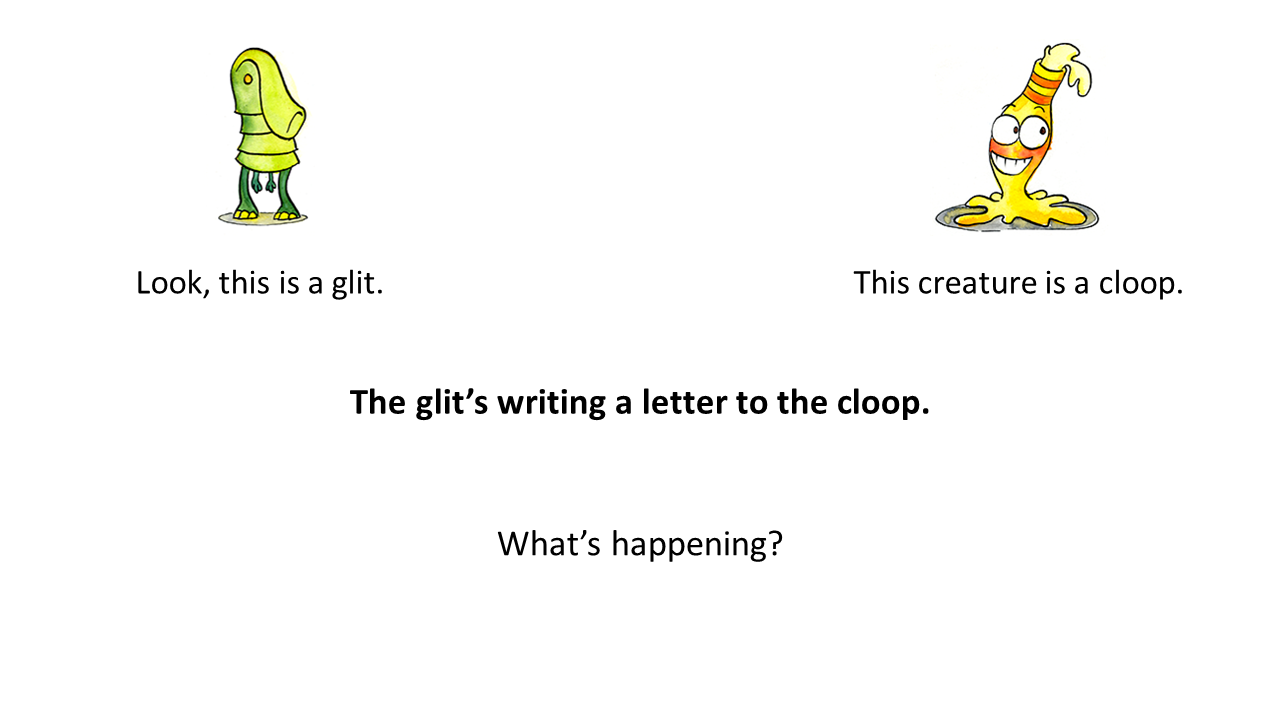 Look, this is a glit.
This creature is a cloop.
The glit’s writing a letter to the cloop.
What’s happening?